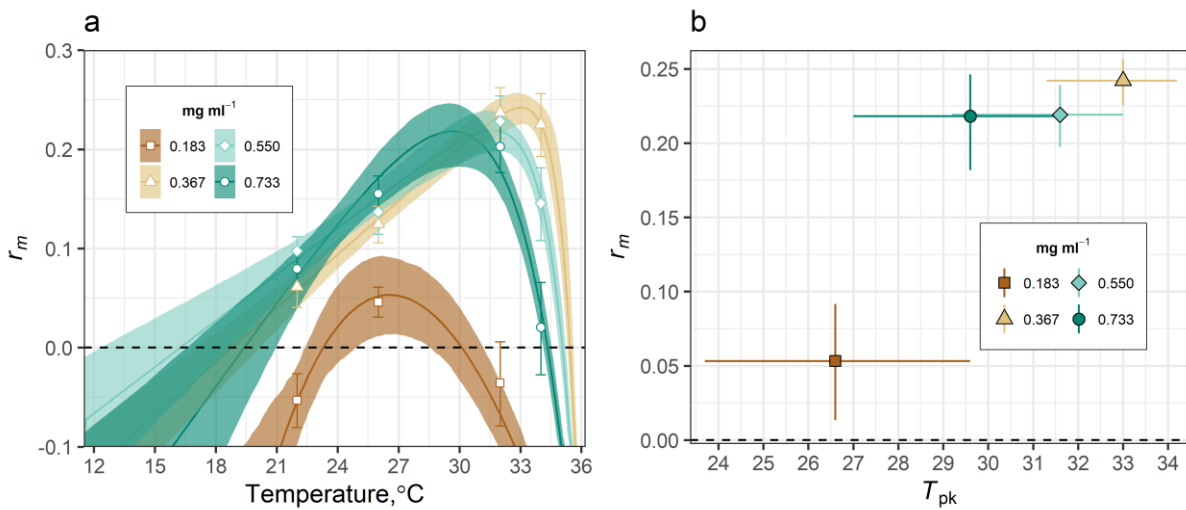 a
0.3
0.2
0.1
0.0
-0.1
r_m
mg ml⁻¹
0.183 0.550
0.367 0.733
12 15 18 21 24 27 30 33 36
Temperature,°C
b
0.25
0.20
0.15
0.10
0.05
0.00
r_m
mg ml⁻¹
0.183 0.550
0.367 0.733
24 25 26 27 28 29 30 31 32 33 34
T_pk